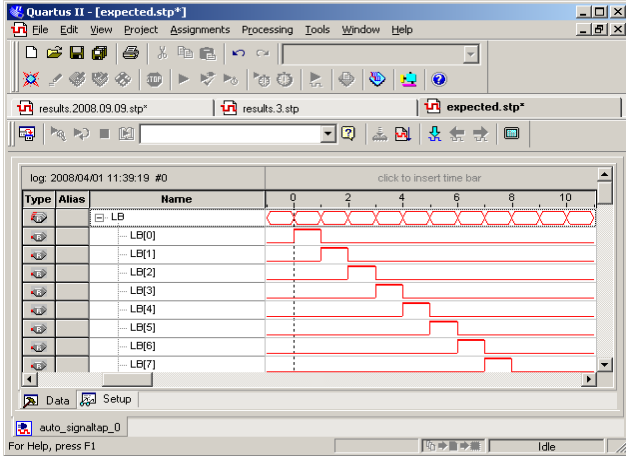 Quartus II - [expected.stp*]
File Edit View Project Assignments Processing Tools Window Help
results.2008.09.09.stp* results.3.stp expected.stp*
log: 2008/04/01 11:39:19 #0 click to insert time bar
Type Alias Name 0 2 4 6 8 10
LB
LB[0]
LB[1]
LB[2]
LB[3]
LB[4]
LB[5]
LB[6]
LB[7]
Data Setup
auto_signaltap_0
For Help, press F1 Idle